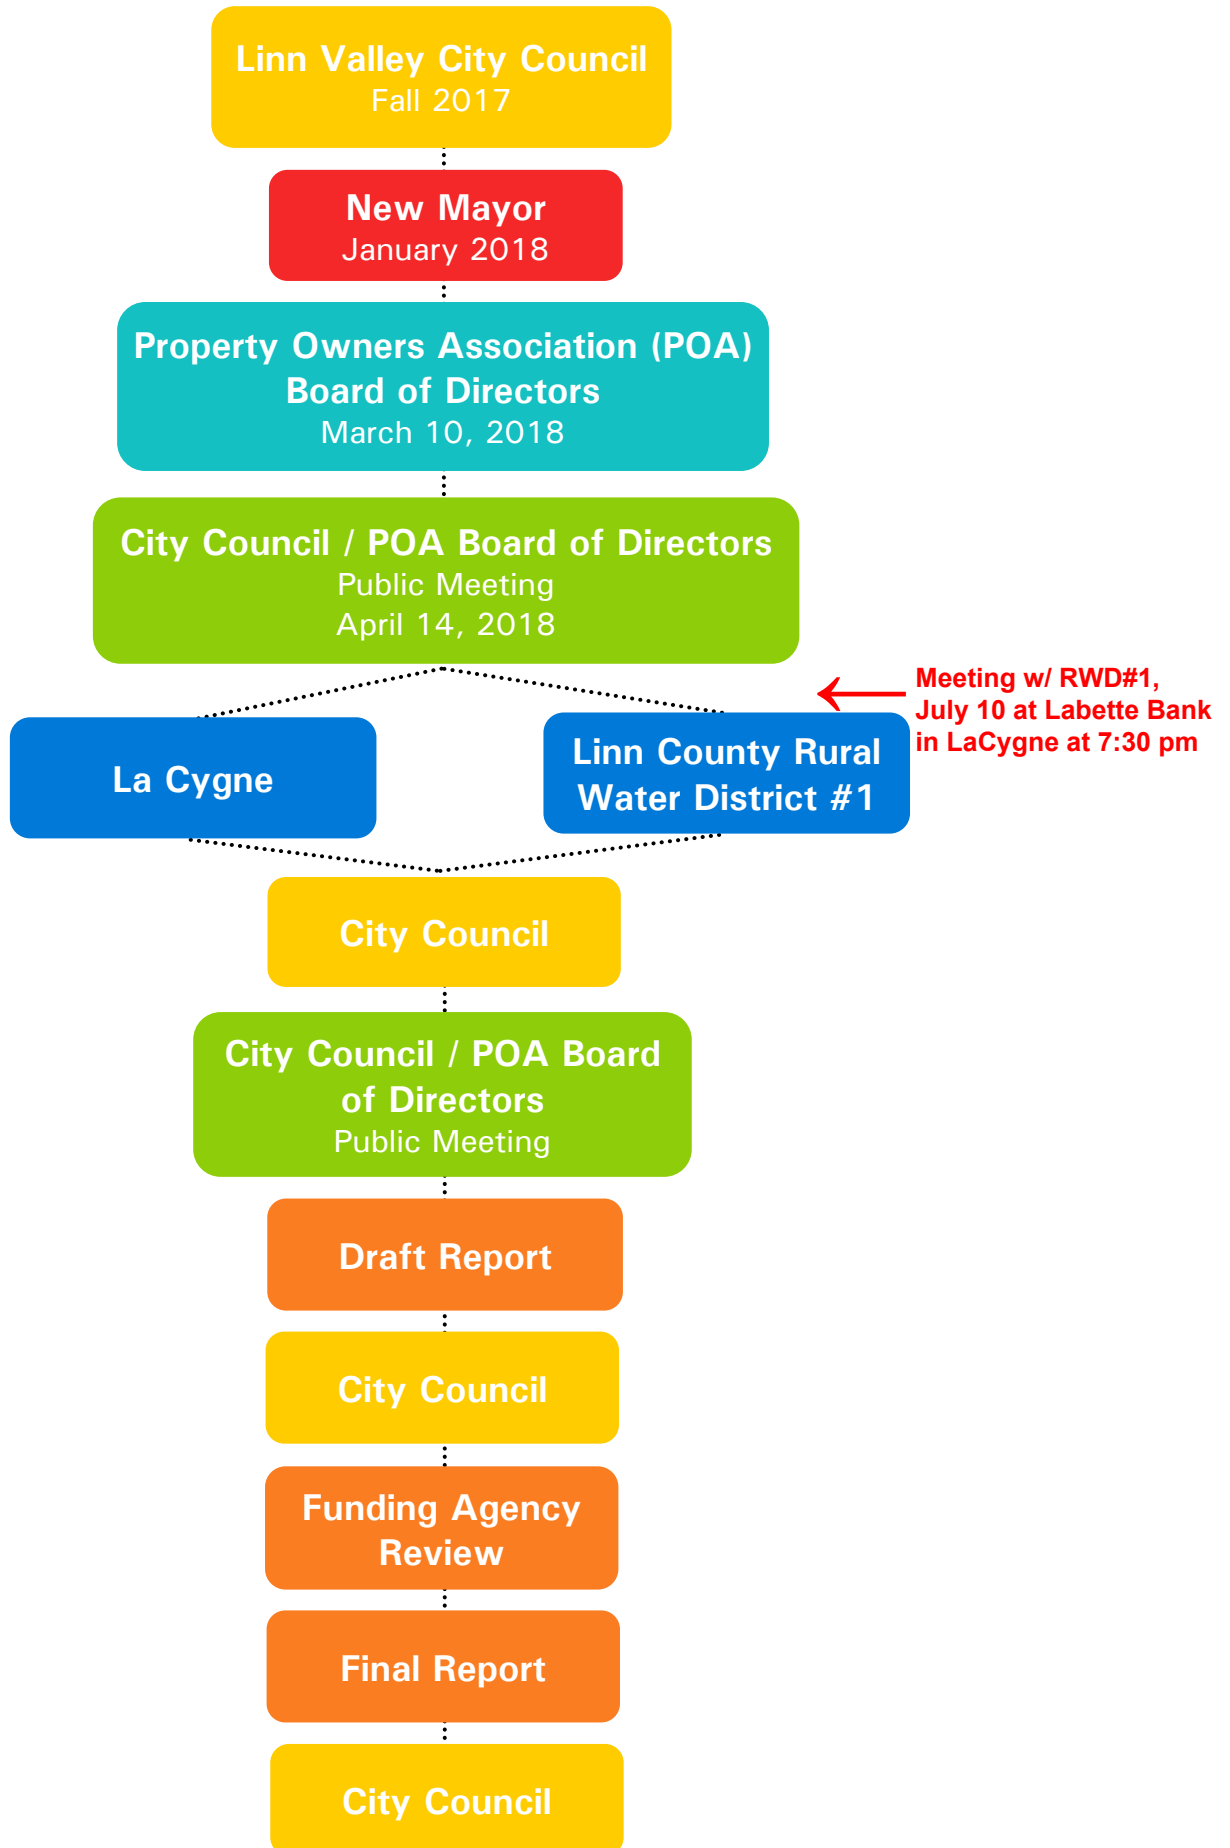 Linn Valley City Council
Fall 2017
New Mayor
January 2018
Property Owners Association (POA)
Board of Directors
March 10, 2018
City Council / POA Board of Directors
Public Meeting
April 14, 2018
Meeting w/ RWD#1,
July 10 at Labette Bank
in LaCygne at 7:30 pm
La Cygne
Linn County Rural
Water District #1
City Council
City Council / POA Board
of Directors
Public Meeting
Draft Report
City Council
Funding Agency
Review
Final Report
City Council